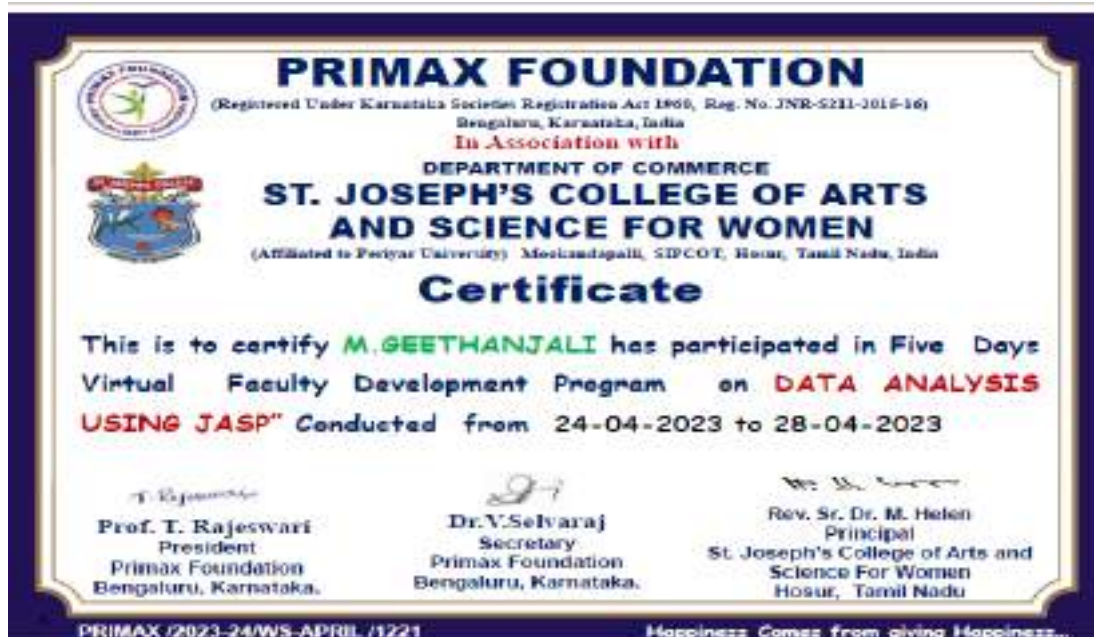 PRIMAX FOUNDATION
(Registered Under Karnataka Societies Registration Act 1960, Reg. No. JNR-S211-2015-16)
Bengaluru, Karnataka, India
In Association with
DEPARTMENT OF COMMERCE
ST. JOSEPH'S COLLEGE OF ARTS
AND SCIENCE FOR WOMEN
(Affiliated to Periyar University) Mookandapalli, SIPCOT, Hosur, Tamil Nadu, India
Certificate
This is to certify M.GEETHANJALI has participated in Five Days
Virtual Faculty Development Program on DATA ANALYSIS
USING JASP" Conducted from 24-04-2023 to 28-04-2023
Prof. T. Rajeswari
President
Primax Foundation
Bengaluru, Karnataka.
Dr.V.Selvaraj
Secretary
Primax Foundation
Bengaluru, Karnataka.
Rev. Sr. Dr. M. Helen
Principal
St. Joseph's College of Arts and
Science For Women
Hosur, Tamil Nadu
PRIMAX /2023-24/WS-APRIL /1221
Happiness Comes from giving Happiness...